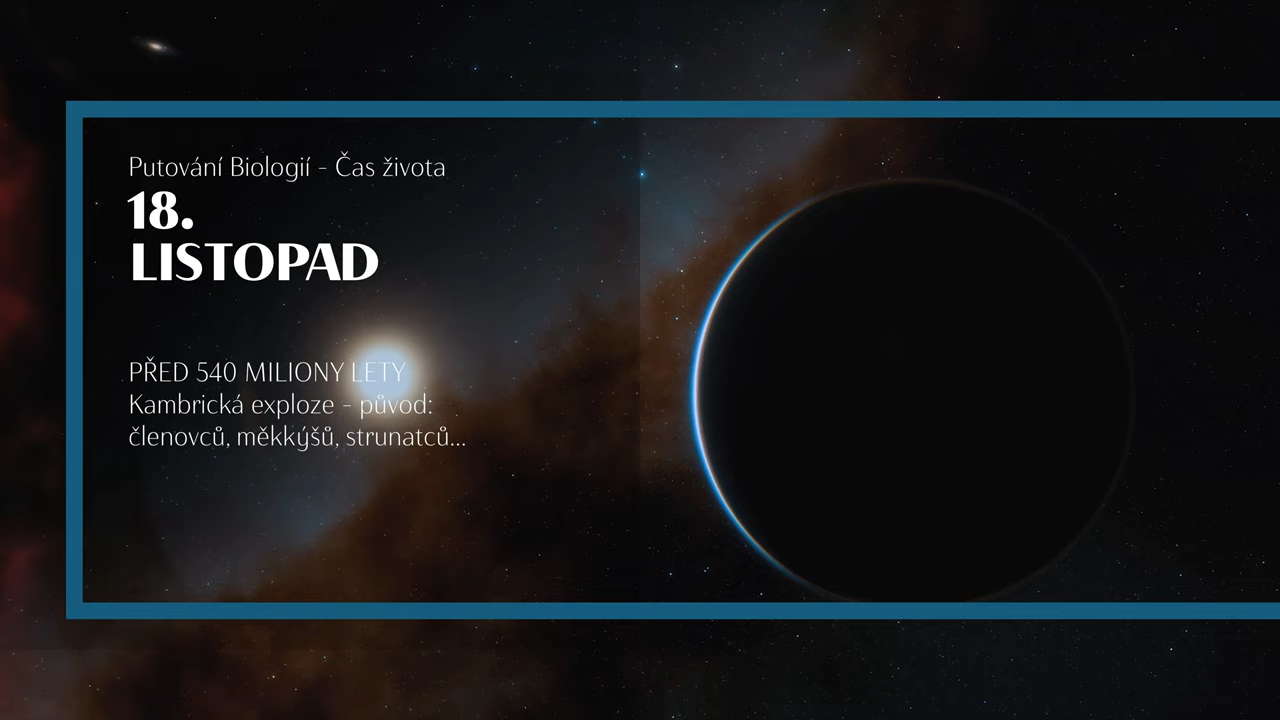 Putování Biologií - Čas života
18.
LISTOPAD
PŘED 540 MILIONY LETY
Kambrická exploze - původ:
členovců, měkkýšů, strunatců...